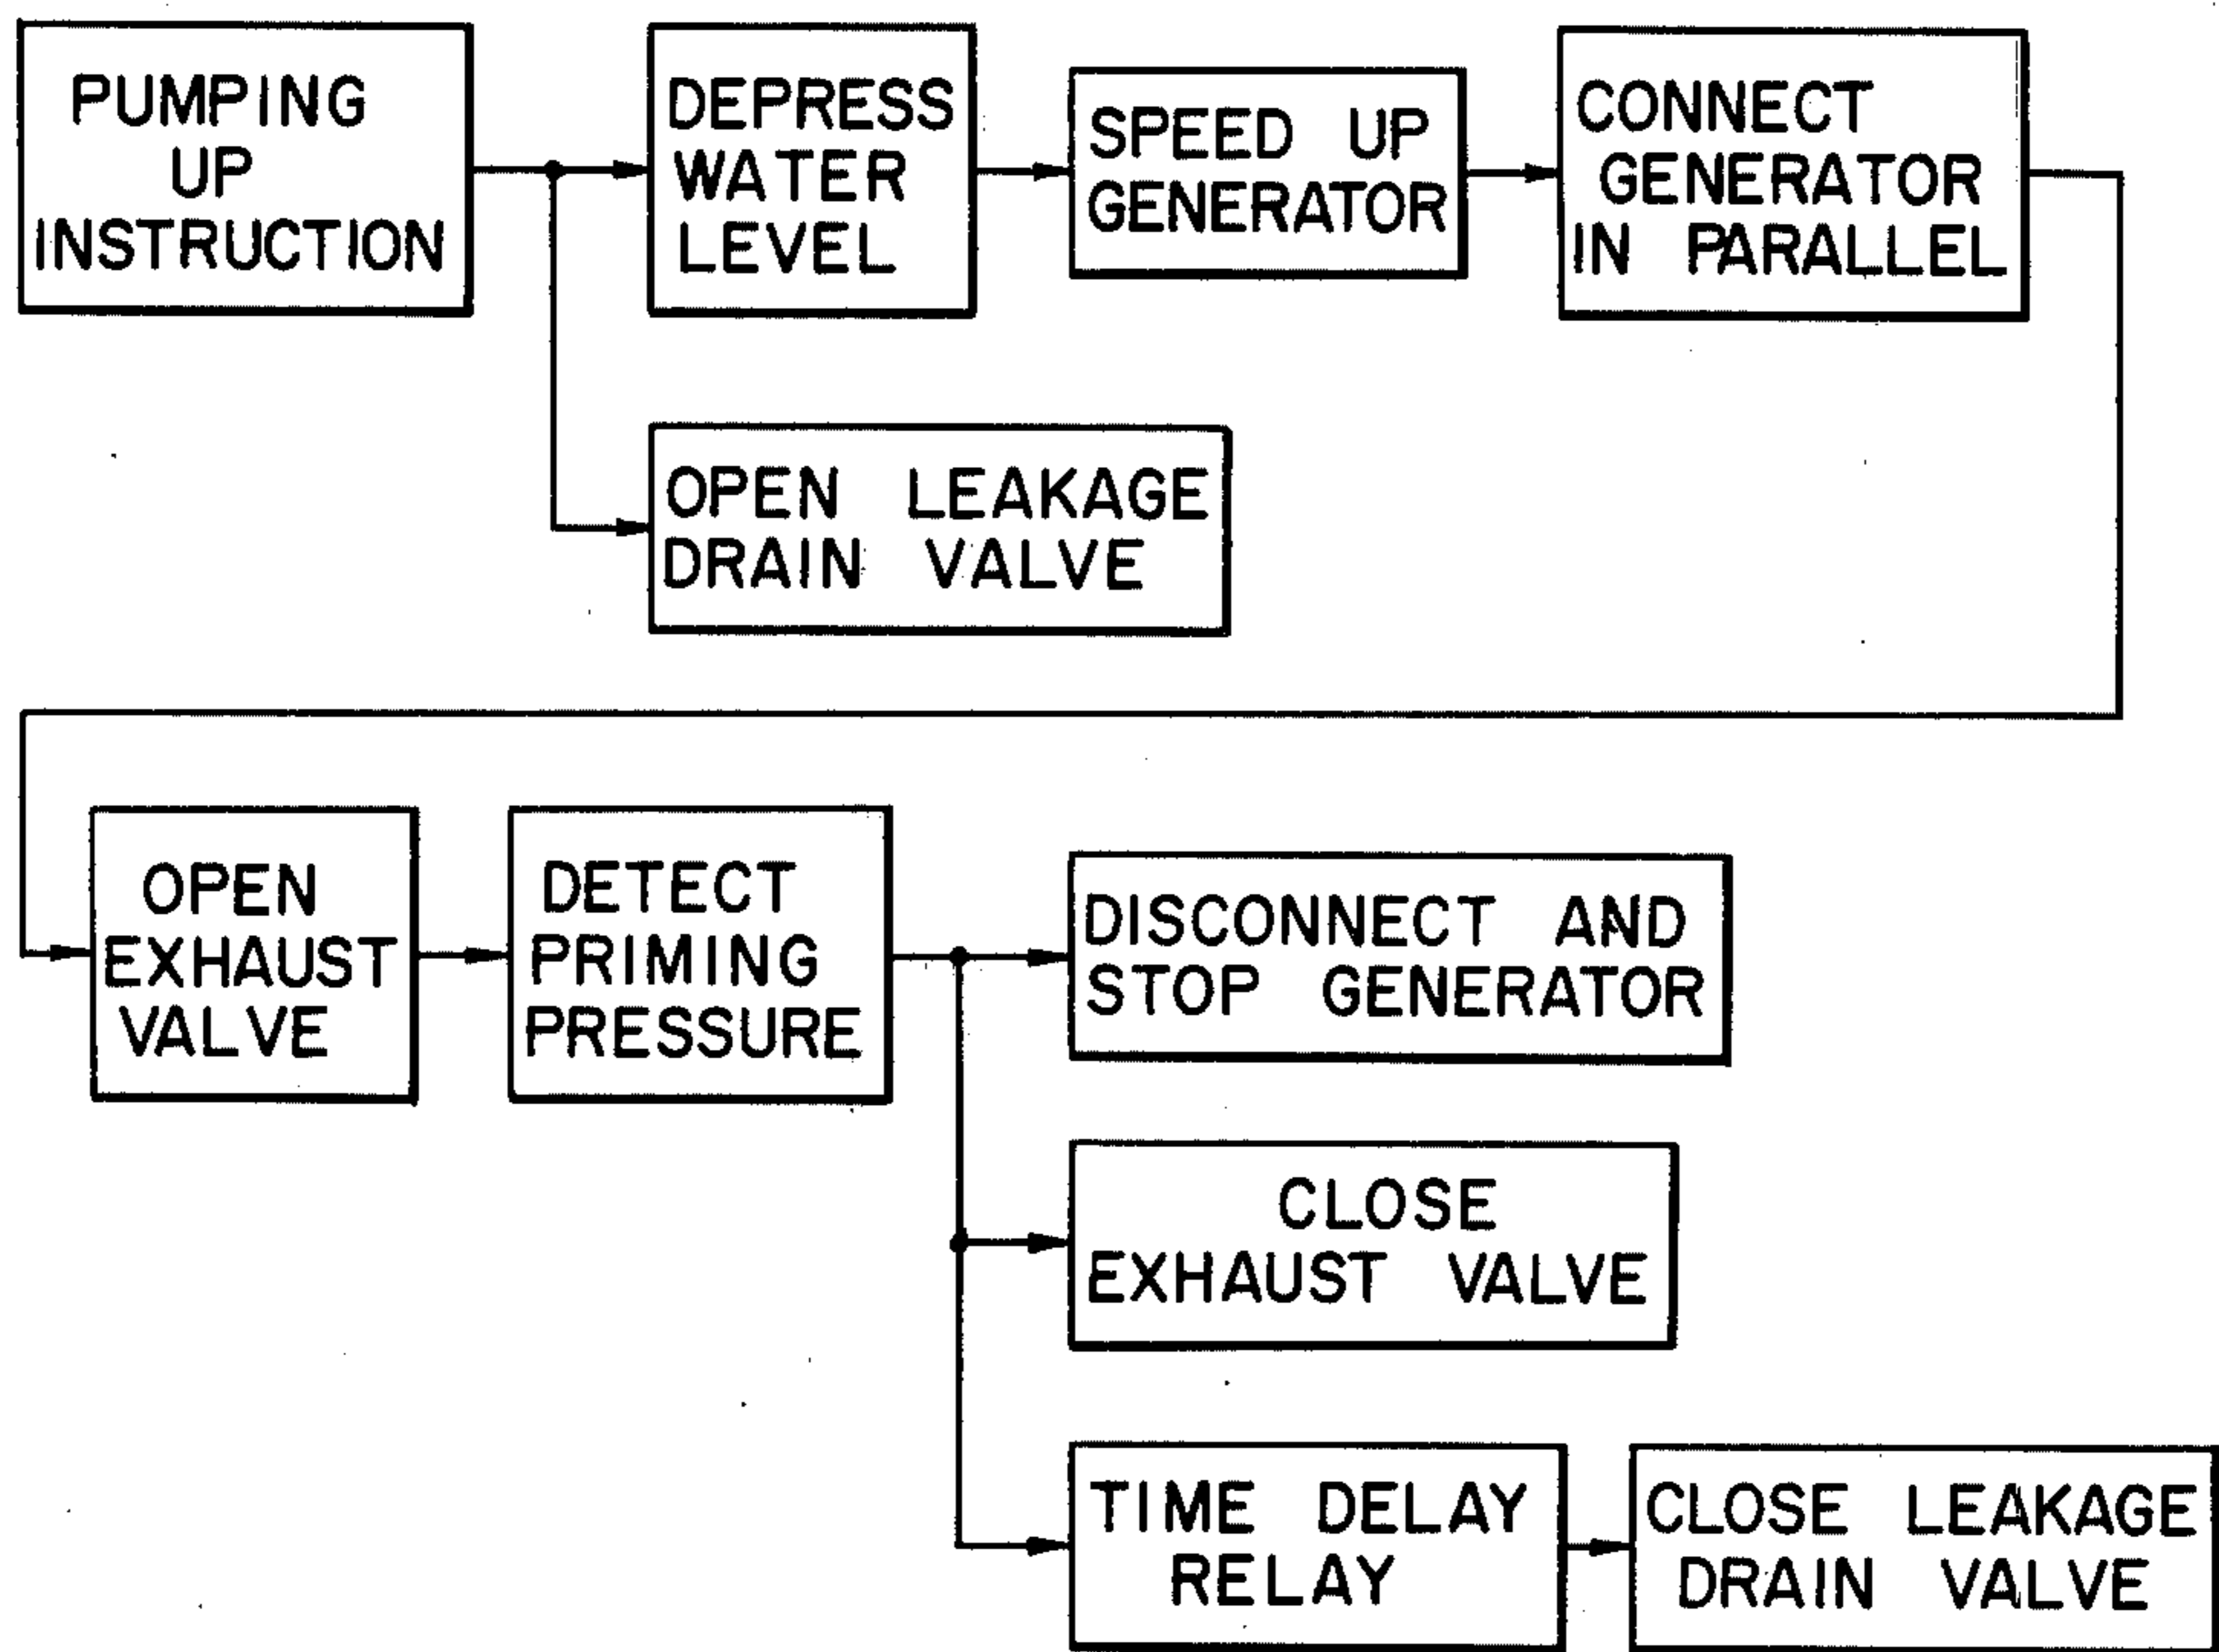 PUMPING
UP
INSTRUCTION
DEPRESS
WATER
LEVEL
SPEED UP
GENERATOR
CONNECT
GENERATOR
IN PARALLEL
OPEN LEAKAGE
DRAIN VALVE
OPEN
EXHAUST
VALVE
DETECT
PRIMING
PRESSURE
DISCONNECT AND
STOP GENERATOR
CLOSE
EXHAUST VALVE
TIME DELAY
RELAY
CLOSE LEAKAGE
DRAIN VALVE